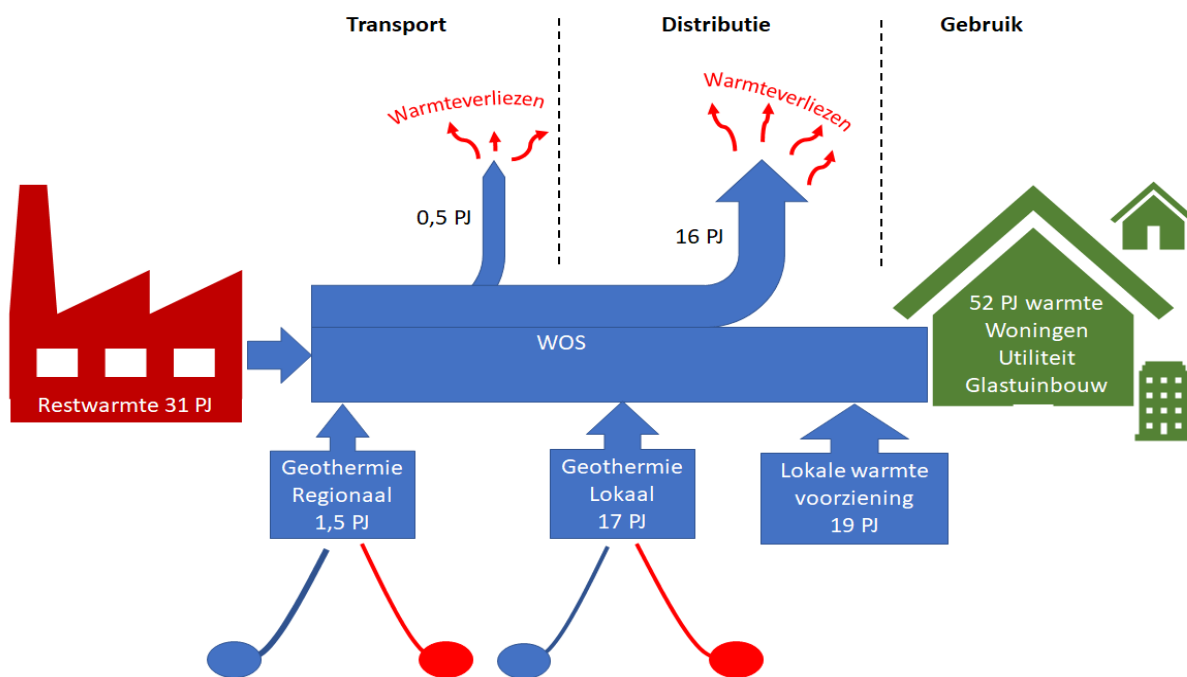 Transport
Distributie
Gebruik
Warmteverliezen
Warmteverliezen
0,5 PJ
16 PJ
52 PJ warmte
Woningen
Utiliteit
Glastuinbouw
WOS
Restwarmte 31 PJ
Geothermie
Regionaal
1,5 PJ
Geothermie
Lokaal
17 PJ
Lokale warmte
voorziening
19 PJ